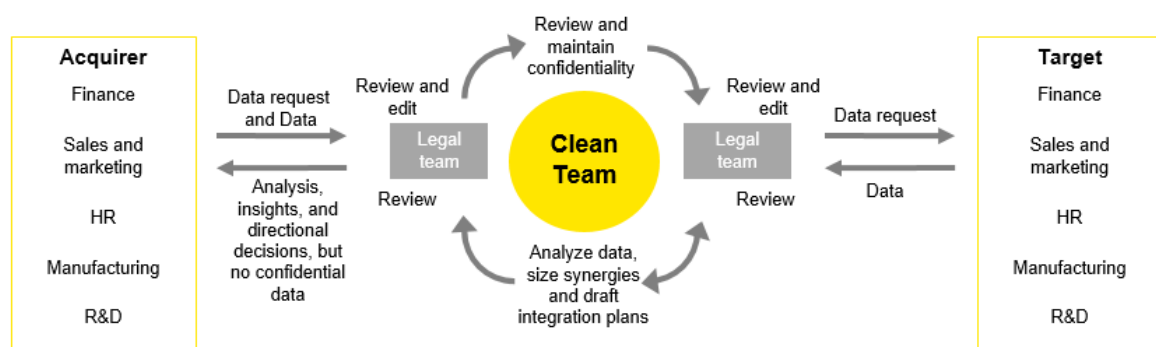 Acquirer
Finance
Sales and
marketing
HR
Manufacturing
R&D
Data request
and Data
Analysis,
insights, and
directional
decisions, but
no confidential
data
Review and
edit
Legal
team
Review
Review and
maintain
confidentiality
Clean
Team
Analyze data,
size synergies
and draft
integration plans
Review and
edit
Legal
team
Review
Data request
Data
Target
Finance
Sales and
marketing
HR
Manufacturing
R&D